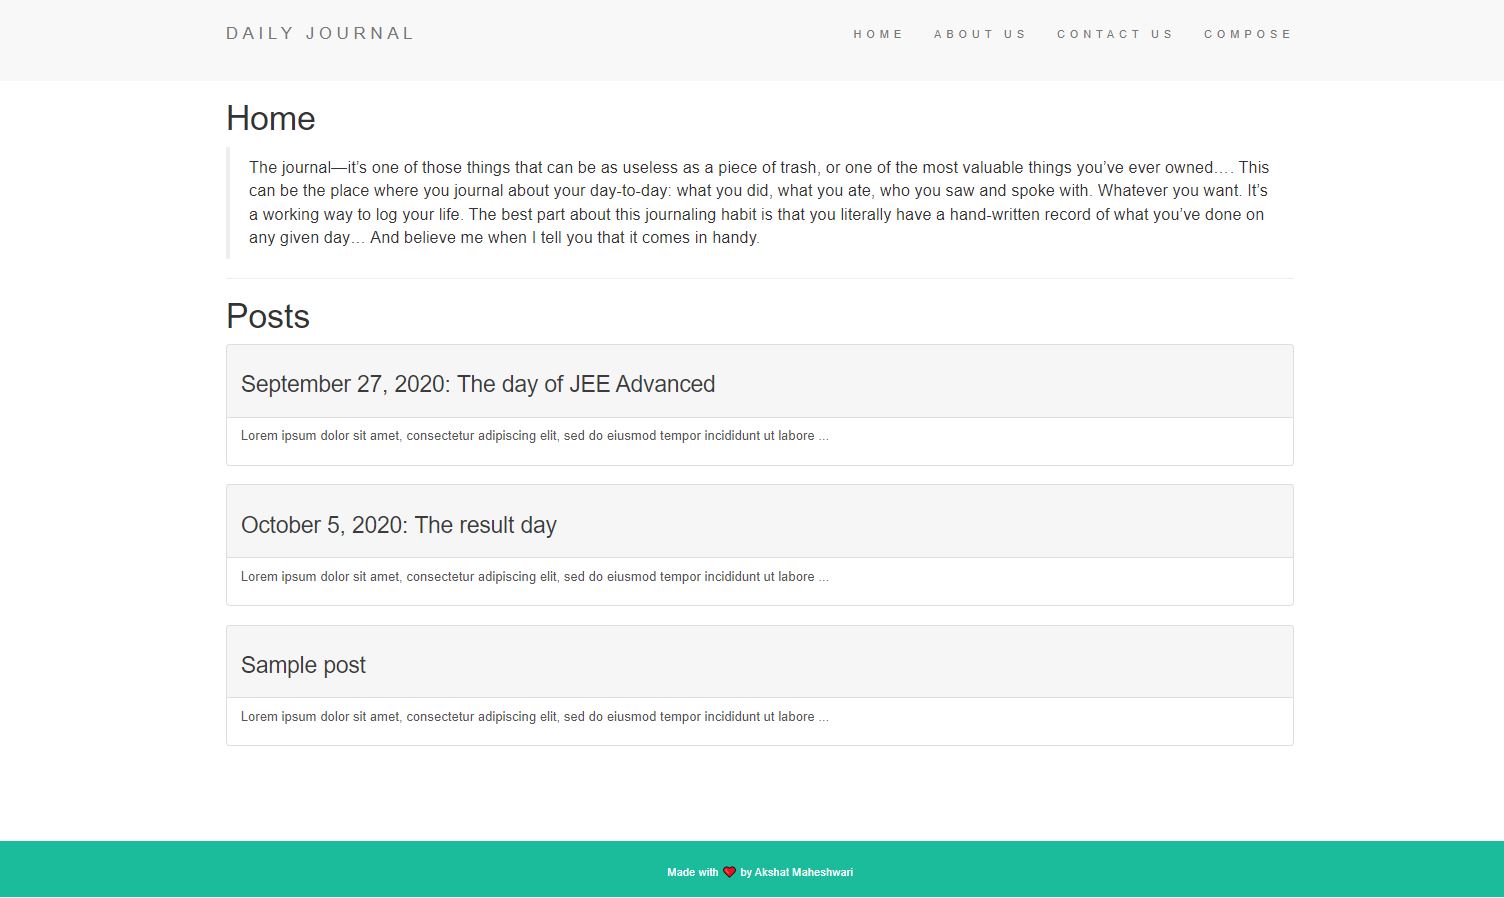 DAILY JOURNAL
HOME ABOUT US CONTACT US COMPOSE
Home
The journal—it’s one of those things that can be as useless as a piece of trash, or one of the most valuable things you’ve ever owned…. This
can be the place where you journal about your day-to-day: what you did, what you ate, who you saw and spoke with. Whatever you want. It’s
a working way to log your life. The best part about this journaling habit is that you literally have a hand-written record of what you’ve done on
any given day… And believe me when I tell you that it comes in handy.
Posts
September 27, 2020: The day of JEE Advanced
Lorem ipsum dolor sit amet, consectetur adipiscing elit, sed do eiusmod tempor incididunt ut labore ...
October 5, 2020: The result day
Lorem ipsum dolor sit amet, consectetur adipiscing elit, sed do eiusmod tempor incididunt ut labore ...
Sample post
Lorem ipsum dolor sit amet, consectetur adipiscing elit, sed do eiusmod tempor incididunt ut labore ...
Made with ❤ by Akshat Maheshwari